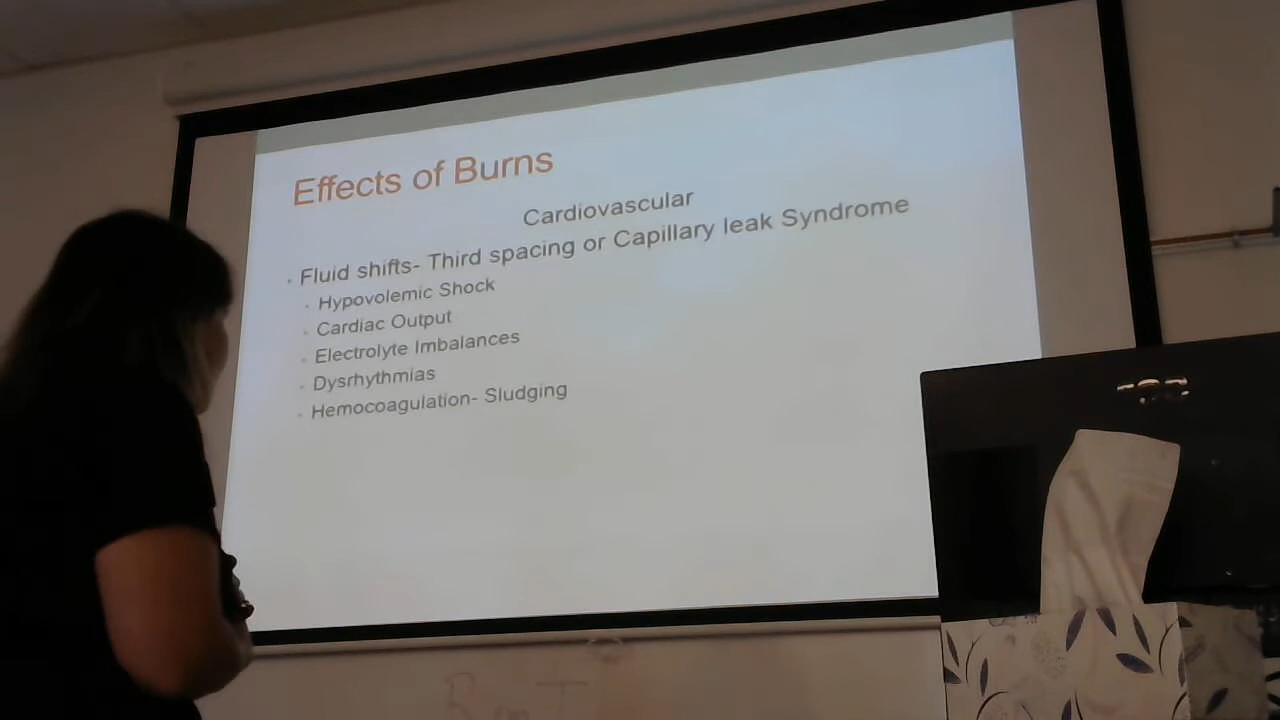 Effects of Burns
Cardiovascular
· Fluid shifts- Third spacing or Capillary leak Syndrome
· Hypovolemic Shock
· Cardiac Output
· Electrolyte Imbalances
· Dysrhythmias
· Hemocoagulation- Sludging